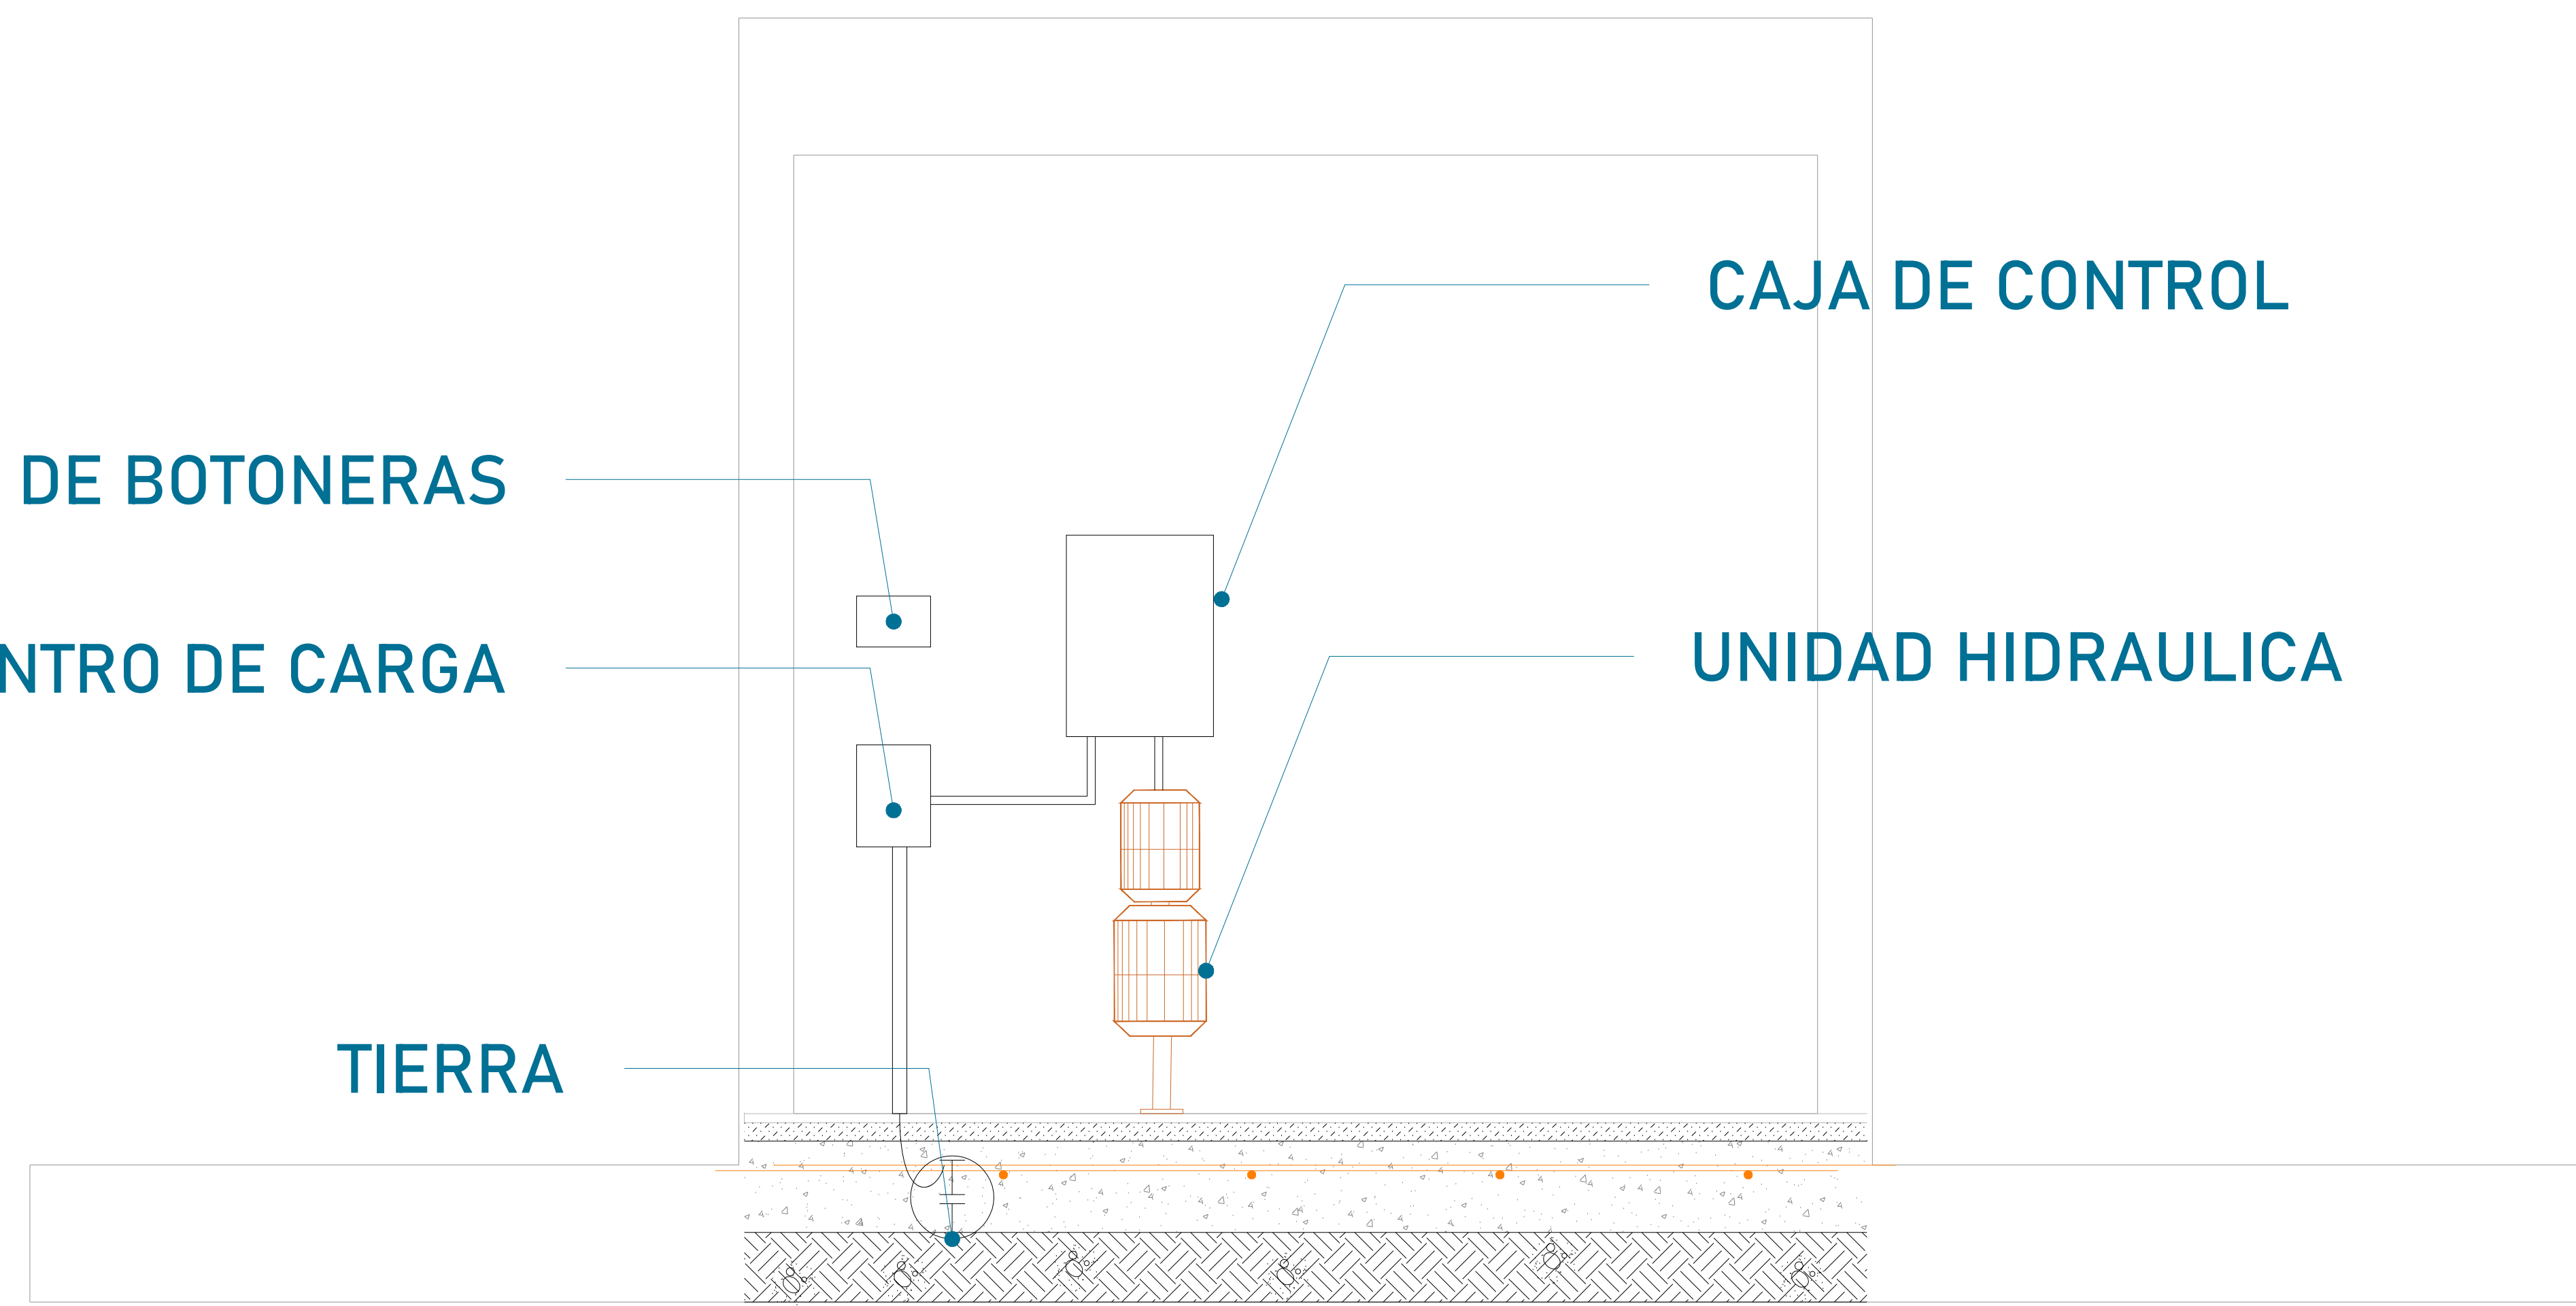 CAJA DE CONTROL
DE BOTONERAS
UNIDAD HIDRAULICA
NTRO DE CARGA
TIERRA